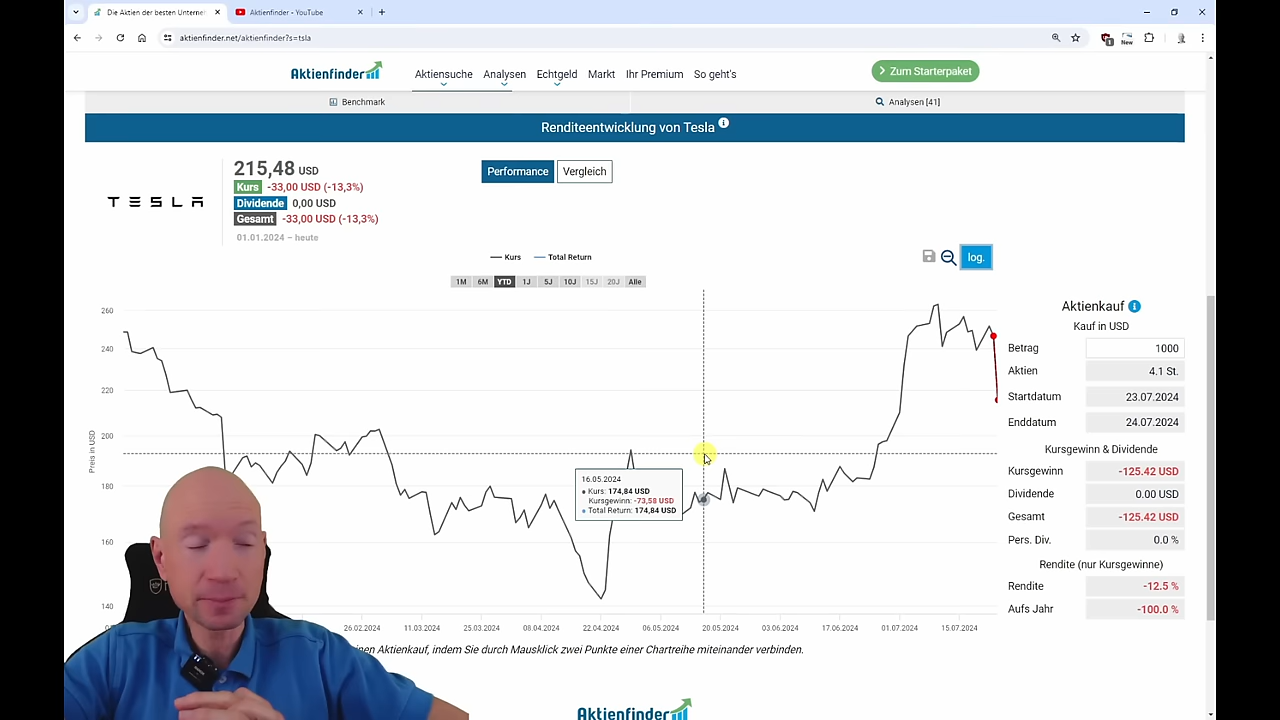 Die Aktien der besten Unterne
Aktienfinder - YouTube
aktienfinder.net/aktienfinder?s=tsla
New
Aktienfinder
Aktiensuche Analysen Echtgeld Markt Ihr Premium So geht's
Zum Starterpaket
Benchmark
Analysen [41]
Renditeentwicklung von Tesla
TESLA
215,48 USD
Kurs -33,00 USD (-13,3%)
Dividende 0,00 USD
Gesamt -33,00 USD (-13,3%)
01.01.2024 – heute
Performance Vergleich
Kurs Total Return
log.
1M 6M YTD 1J 5J 10J 15J 20J Alle
Preis in USD
260
240
220
200
180
160
140
16.05.2024
Kurs: 174,84 USD
Kursgewinn: -73,58 USD
Total Return: 174,84 USD
26.02.2024 11.03.2024 25.03.2024 08.04.2024 22.04.2024 06.05.2024 20.05.2024 03.06.2024 17.06.2024 01.07.2024 15.07.2024
Aktienkauf
Kauf in USD
Betrag 1000
Aktien 4.1 St.
Startdatum 23.07.2024
Enddatum 24.07.2024
Kursgewinn & Dividende
Kursgewinn -125.42 USD
Dividende 0.00 USD
Gesamt -125.42 USD
Pers. Div. 0.0 %
Rendite (nur Kursgewinne)
Rendite -12.5 %
Aufs Jahr -100.0 %
einen Aktienkauf, indem Sie durch Mausklick zwei Punkte einer Chartreihe miteinander verbinden.
Aktienfinder